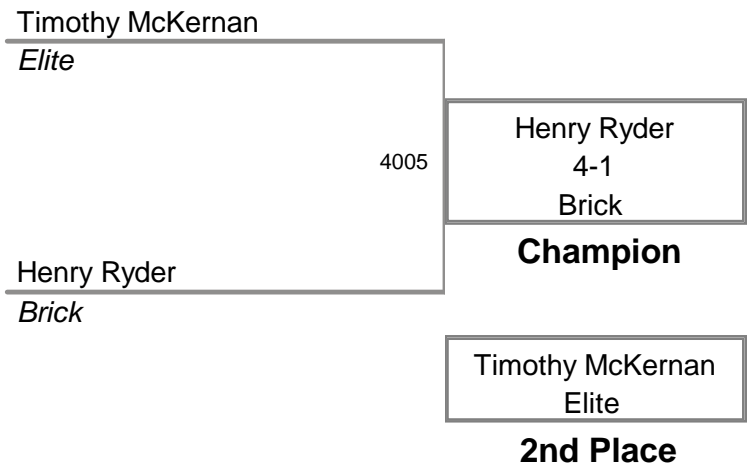 Timothy McKernan
Elite
4005
Henry Ryder
4-1
Brick
Champion
Henry Ryder
Brick
Timothy McKernan
Elite
2nd Place